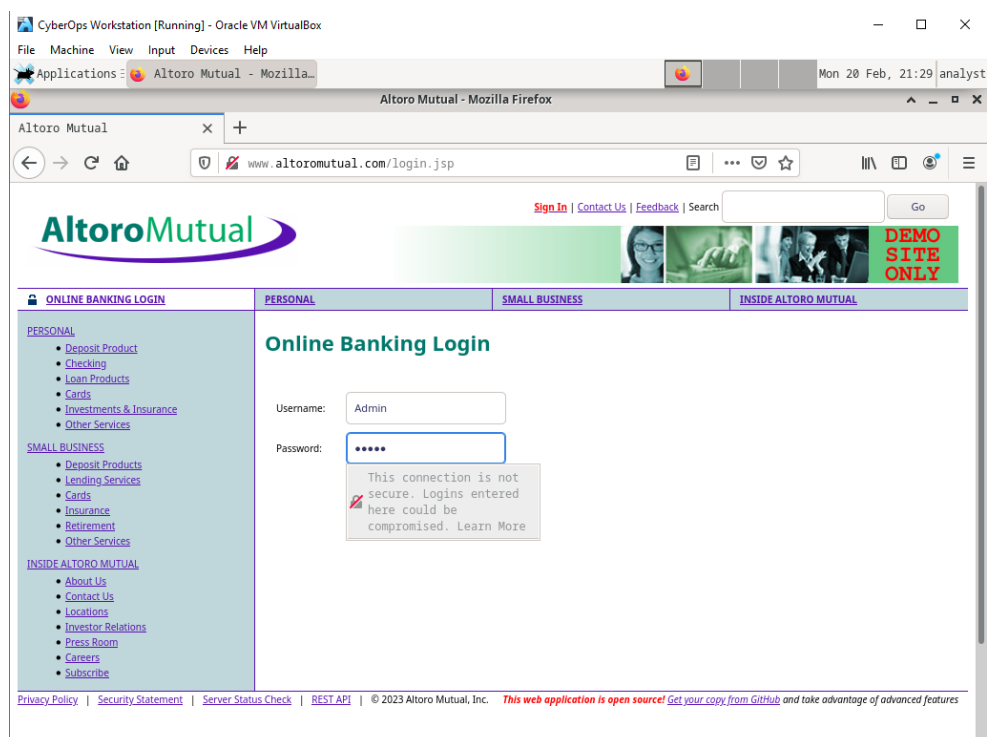 CyberOps Workstation [Running] - Oracle VM VirtualBox
File Machine View Input Devices Help
Applications Altoro Mutual - Mozilla… Mon 20 Feb, 21:29 analyst
Altoro Mutual - Mozilla Firefox
Altoro Mutual
www.altoromutual.com/login.jsp
Sign In | Contact Us | Feedback | Search Go
AltoroMutual
DEMO
SITE
ONLY
ONLINE BANKING LOGIN PERSONAL SMALL BUSINESS INSIDE ALTORO MUTUAL
PERSONAL
• Deposit Product
• Checking
• Loan Products
• Cards
• Investments & Insurance
• Other Services
SMALL BUSINESS
• Deposit Products
• Lending Services
• Cards
• Insurance
• Retirement
• Other Services
INSIDE ALTORO MUTUAL
• About Us
• Contact Us
• Locations
• Investor Relations
• Press Room
• Careers
• Subscribe
Online Banking Login
Username: Admin
Password: •••••
This connection is not
secure. Logins entered
here could be
compromised. Learn More
Privacy Policy | Security Statement | Server Status Check | REST API | © 2023 Altoro Mutual, Inc. This web application is open source! Get your copy from GitHub and take advantage of advanced features